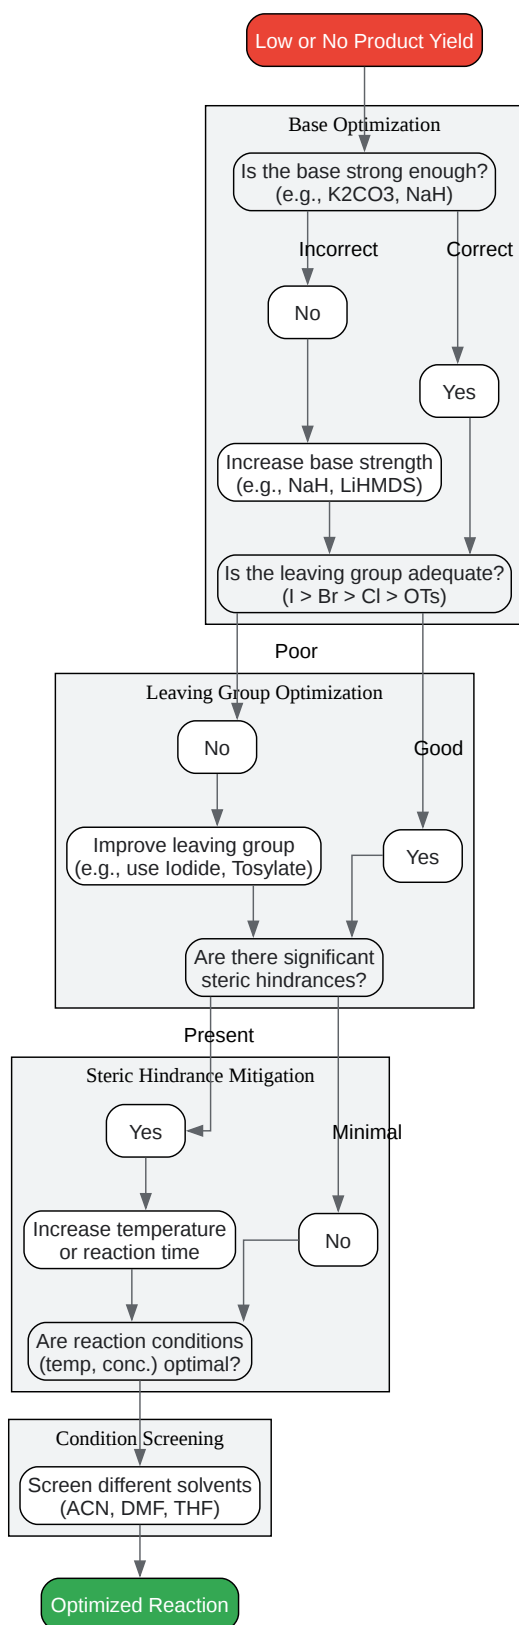 Low or No Product Yield
Base Optimization
Is the base strong enough?
(e.g., K2CO3, NaH)
Incorrect
Correct
No
Yes
Increase base strength
(e.g., NaH, LiHMDS)
Is the leaving group adequate?
(I > Br > Cl > OTs)
Poor
Leaving Group Optimization
No
Good
Improve leaving group
(e.g., use Iodide, Tosylate)
Yes
Are there significant
steric hindrances?
Present
Steric Hindrance Mitigation
Yes
Minimal
Increase temperature
or reaction time
No
Are reaction conditions
(temp, conc.) optimal?
Condition Screening
Screen different solvents
(ACN, DMF, THF)
Optimized Reaction